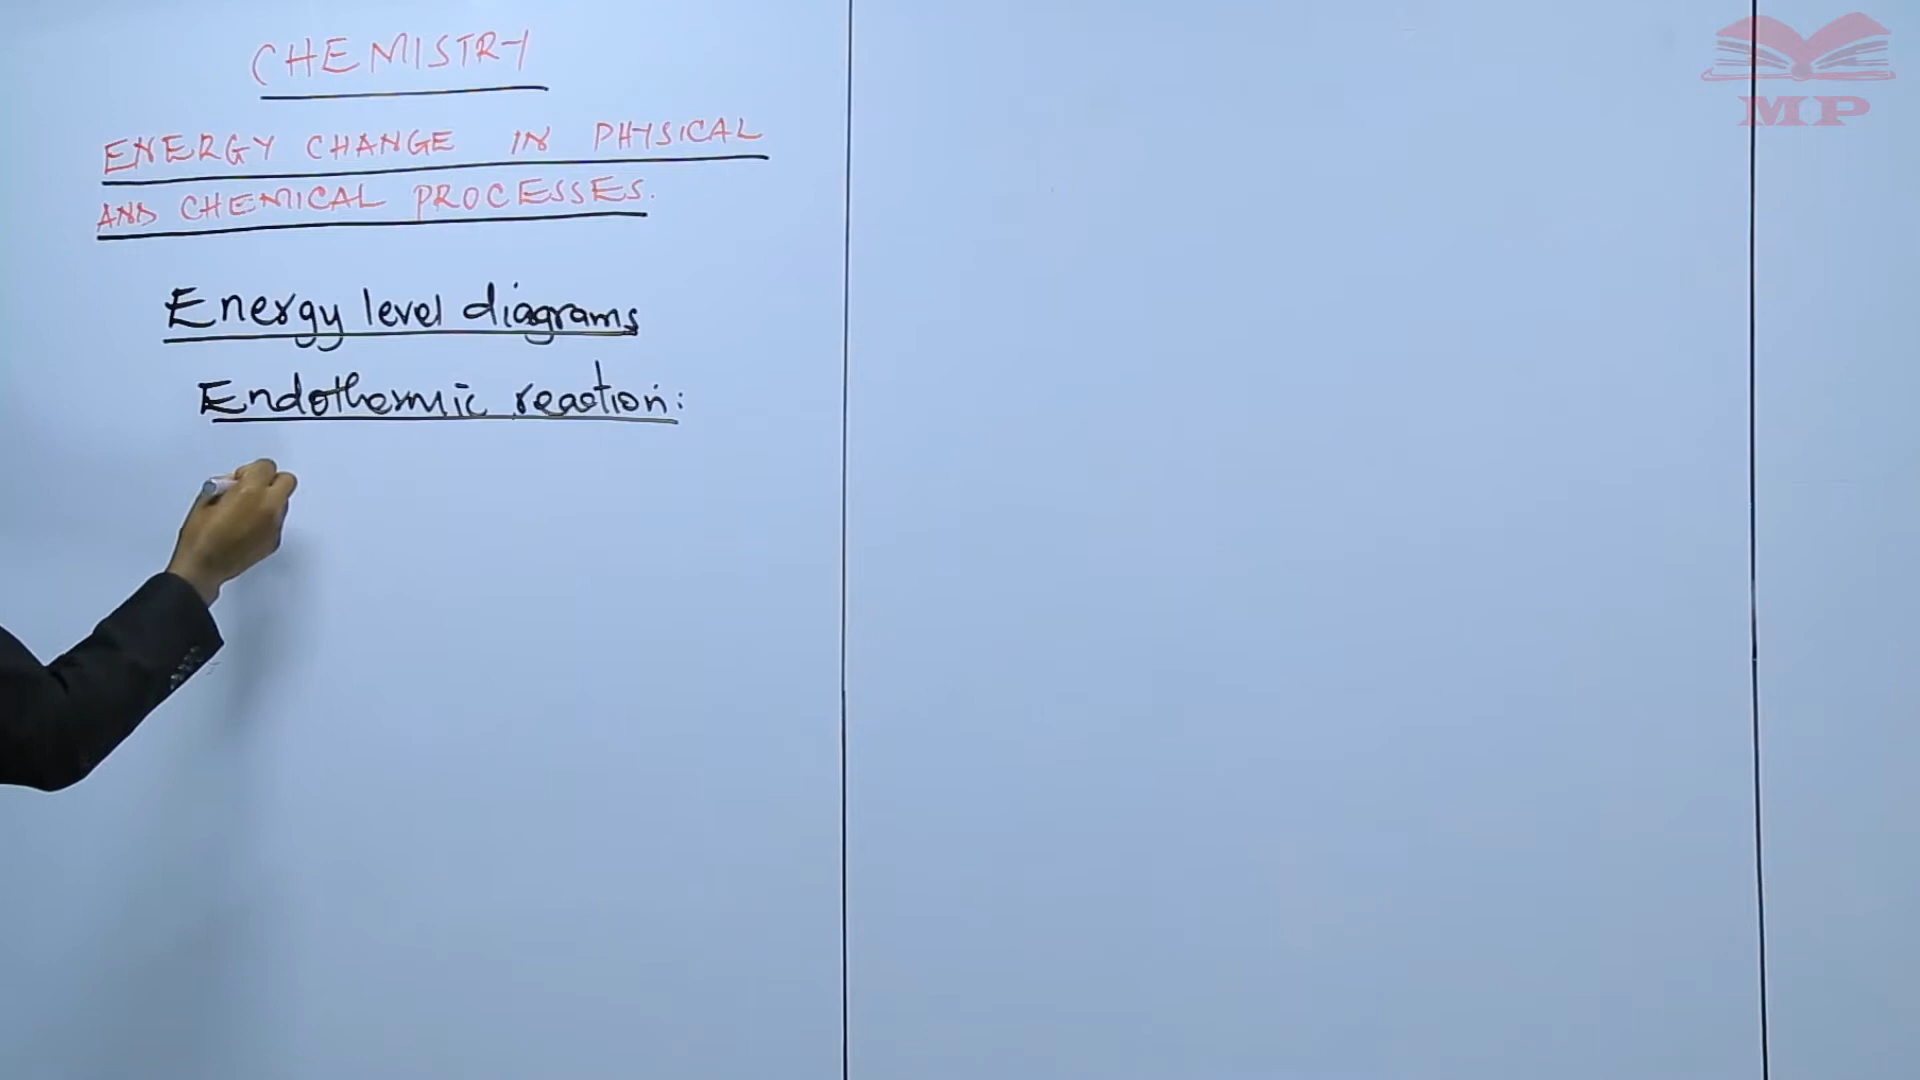 CHEMISTRY
ENERGY CHANGE IN PHYSICAL
AND CHEMICAL PROCESSES.
Energy level diagrams
Endothermic reaction:
MP